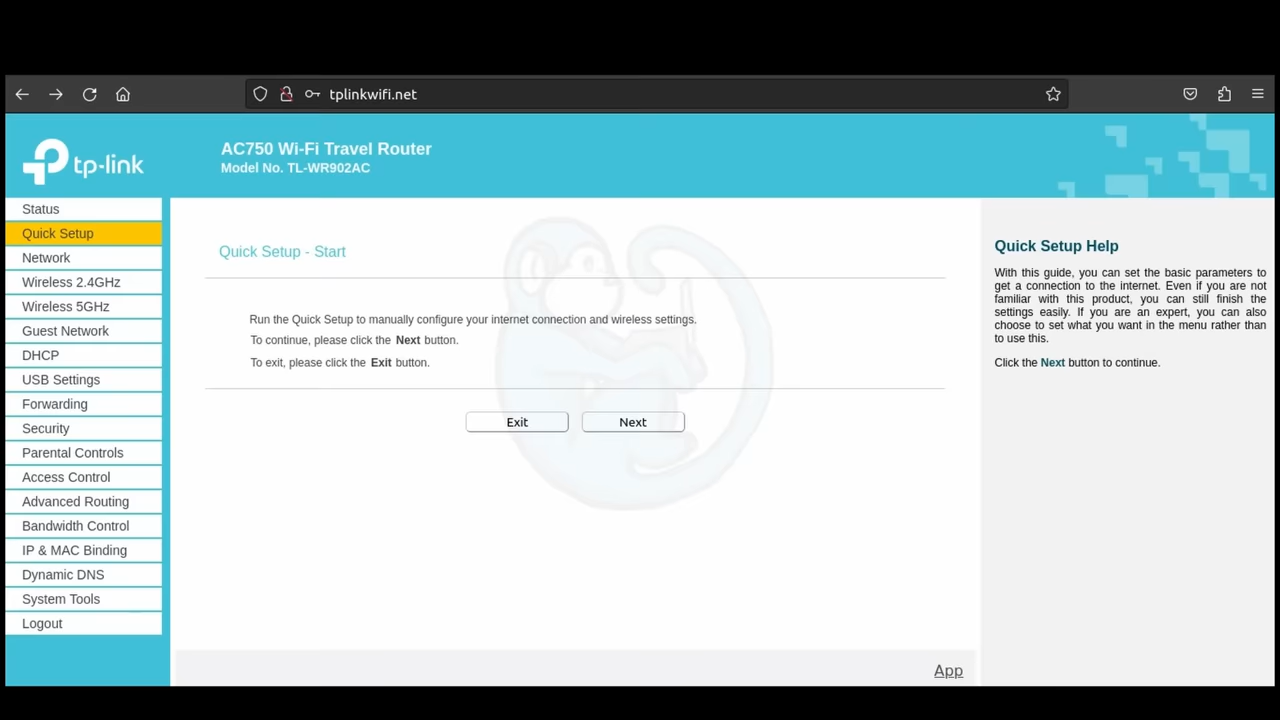 tplinkwifi.net
tp-link
AC750 Wi-Fi Travel Router
Model No. TL-WR902AC
Status
Quick Setup
Network
Wireless 2.4GHz
Wireless 5GHz
Guest Network
DHCP
USB Settings
Forwarding
Security
Parental Controls
Access Control
Advanced Routing
Bandwidth Control
IP & MAC Binding
Dynamic DNS
System Tools
Logout
Quick Setup - Start
Run the Quick Setup to manually configure your internet connection and wireless settings.
To continue, please click the Next button.
To exit, please click the Exit button.
Exit
Next
App
Quick Setup Help
With this guide, you can set the basic parameters to
get a connection to the internet. Even if you are not
familiar with this product, you can still finish the
settings easily. If you are an expert, you can also
choose to set what you want in the menu rather than
to use this.
Click the Next button to continue.